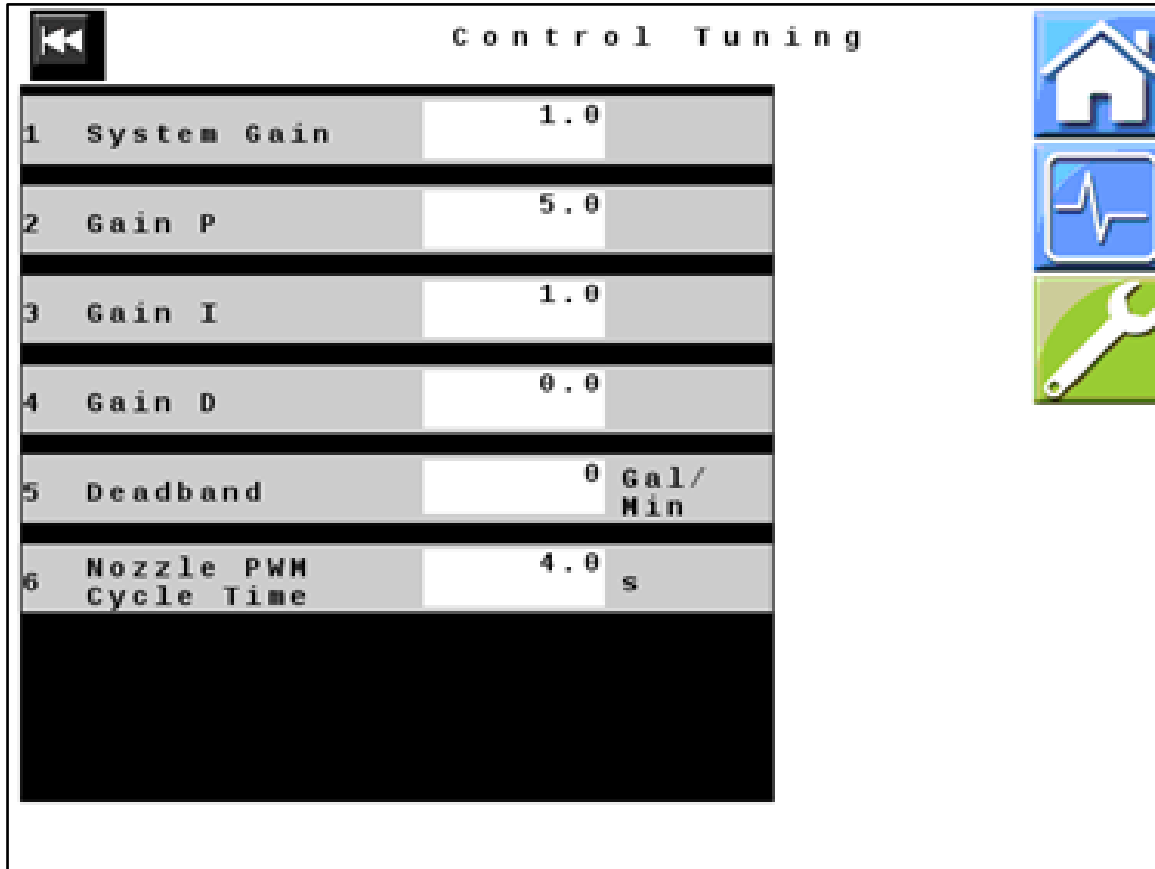 Control Tuning
1 System Gain 1.0
2 Gain P 5.0
3 Gain I 1.0
4 Gain D 0.0
5 Deadband 0 Gal/
Min
6 Nozzle PWM 4.0 s
Cycle Time